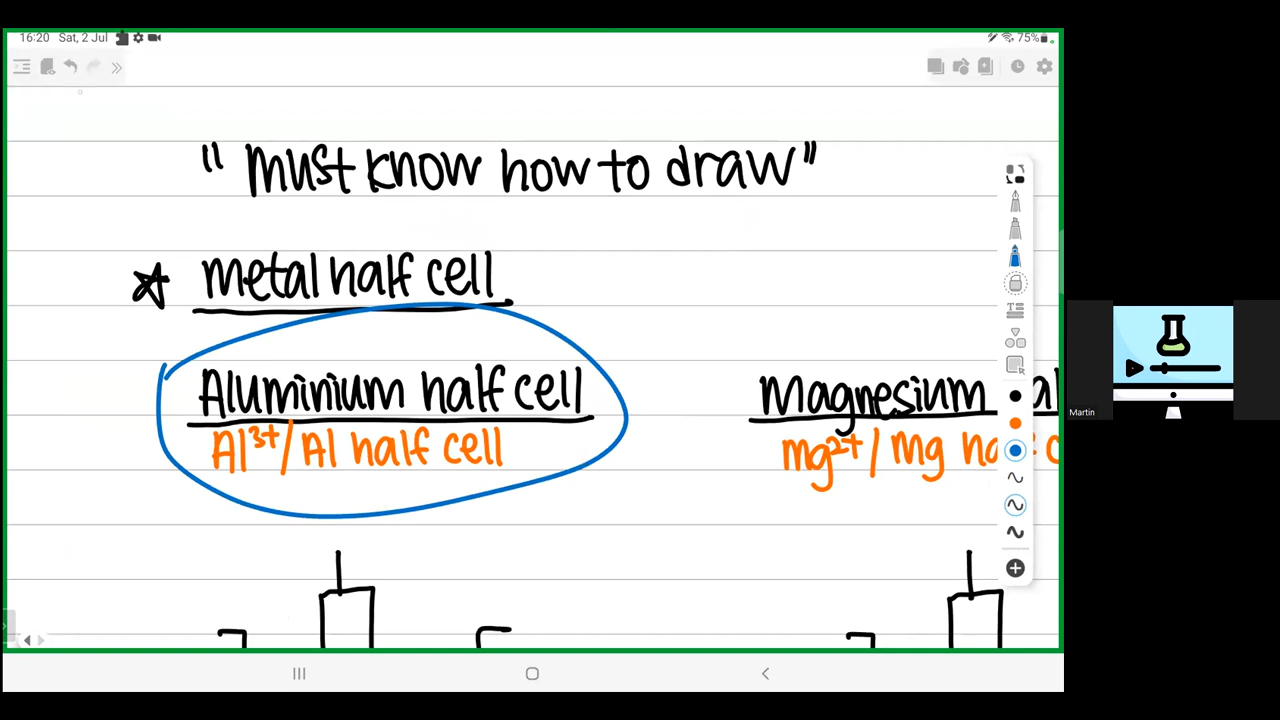 16:20 Sat, 2 Jul
75%
"must know how to draw"
metal half cell
Aluminium half cell
Al³⁺/Al half cell
Magnesium
mg²⁺/mg
Martin